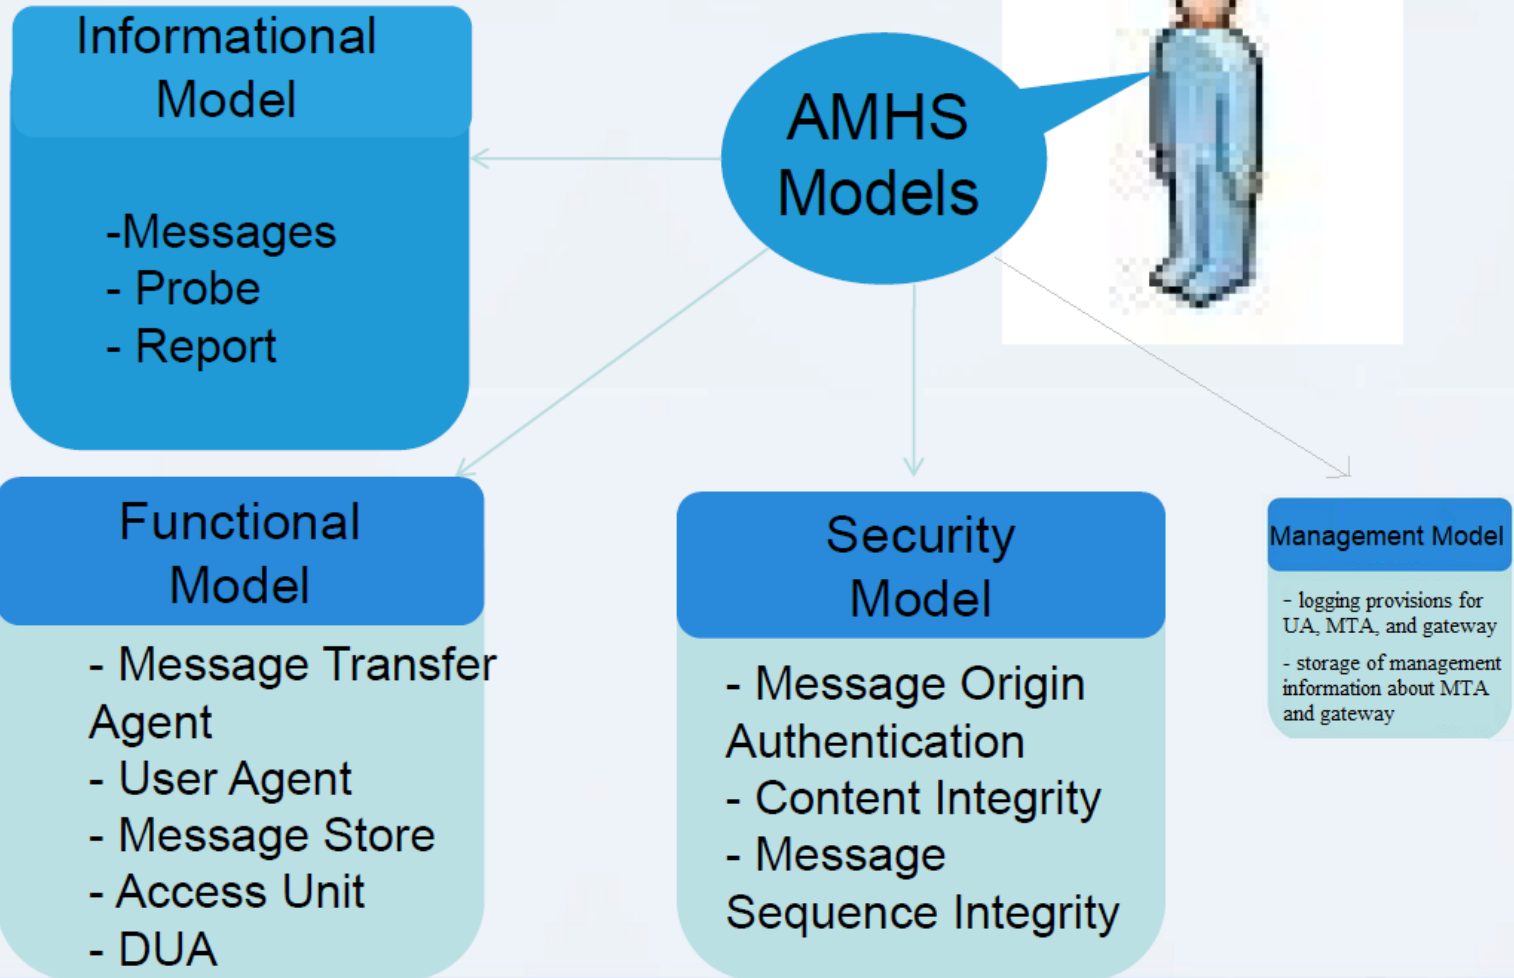 Informational
Model
-Messages
- Probe
- Report
AMHS
Models
Functional
Model
- Message Transfer
Agent
- User Agent
- Message Store
- Access Unit
- DUA
Security
Model
- Message Origin
Authentication
- Content Integrity
- Message
Sequence Integrity
Management Model
- logging provisions for
UA, MTA, and gateway
- storage of management
information about MTA
and gateway